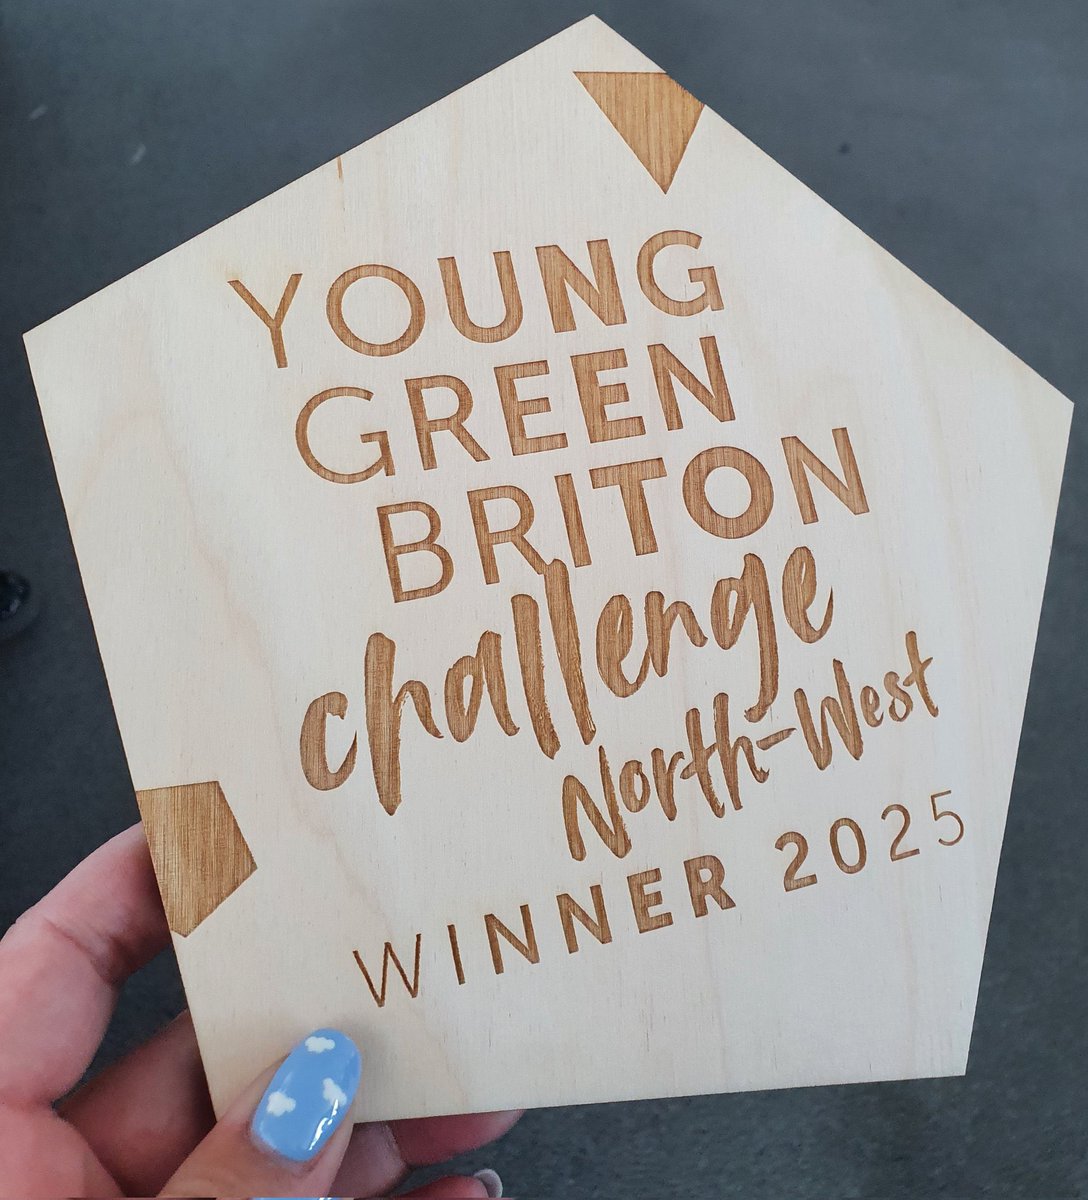 YOUNG
GREEN
BRITON
challenge
North-West
WINNER 2025